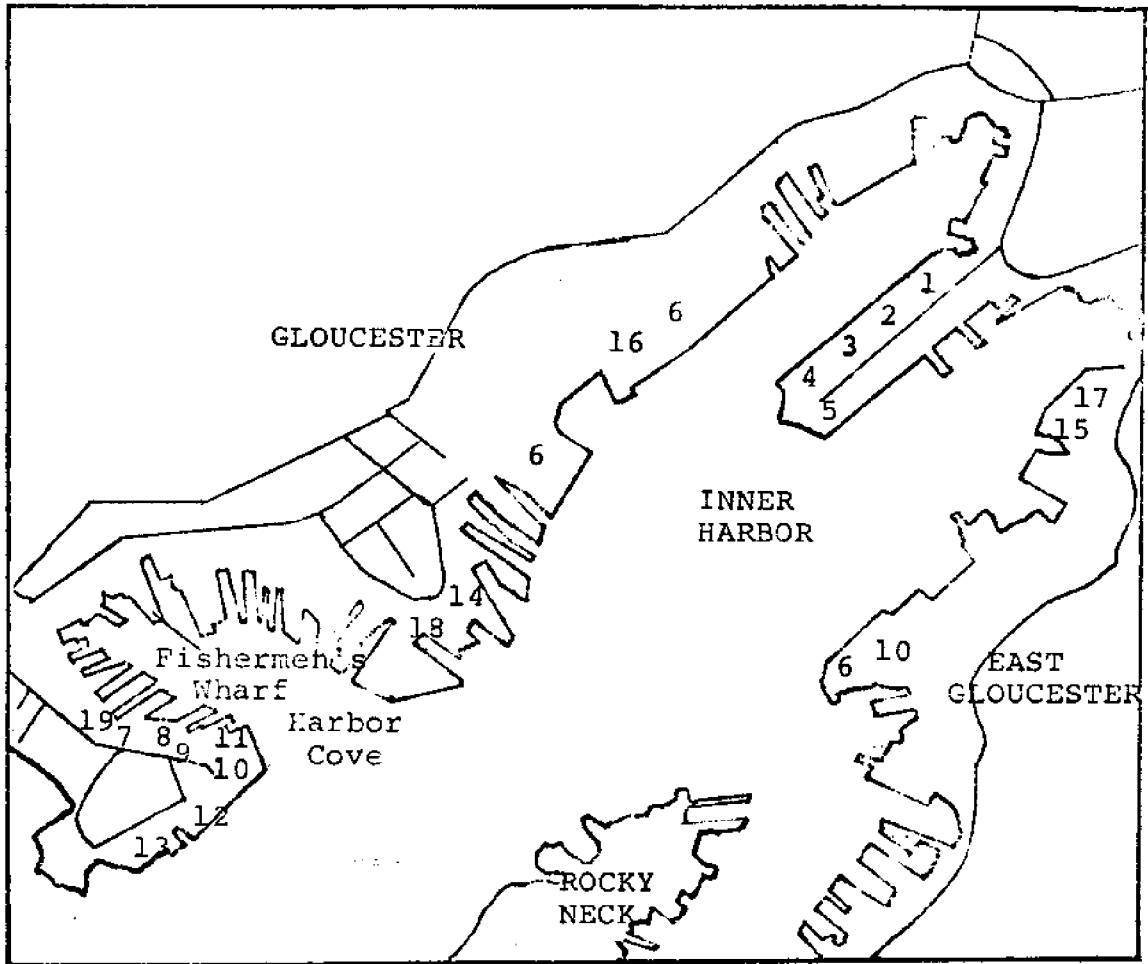 1
2
6
GLOUCESTER
16
3
4
5
17
15
6
INNER
HARBOR
14
18
Fishermen's
Wharf
6
10
EAST
GLOUCESTER
19
7
8
9
11
10
Harbor
Cove
12
13
ROCKY
NECK